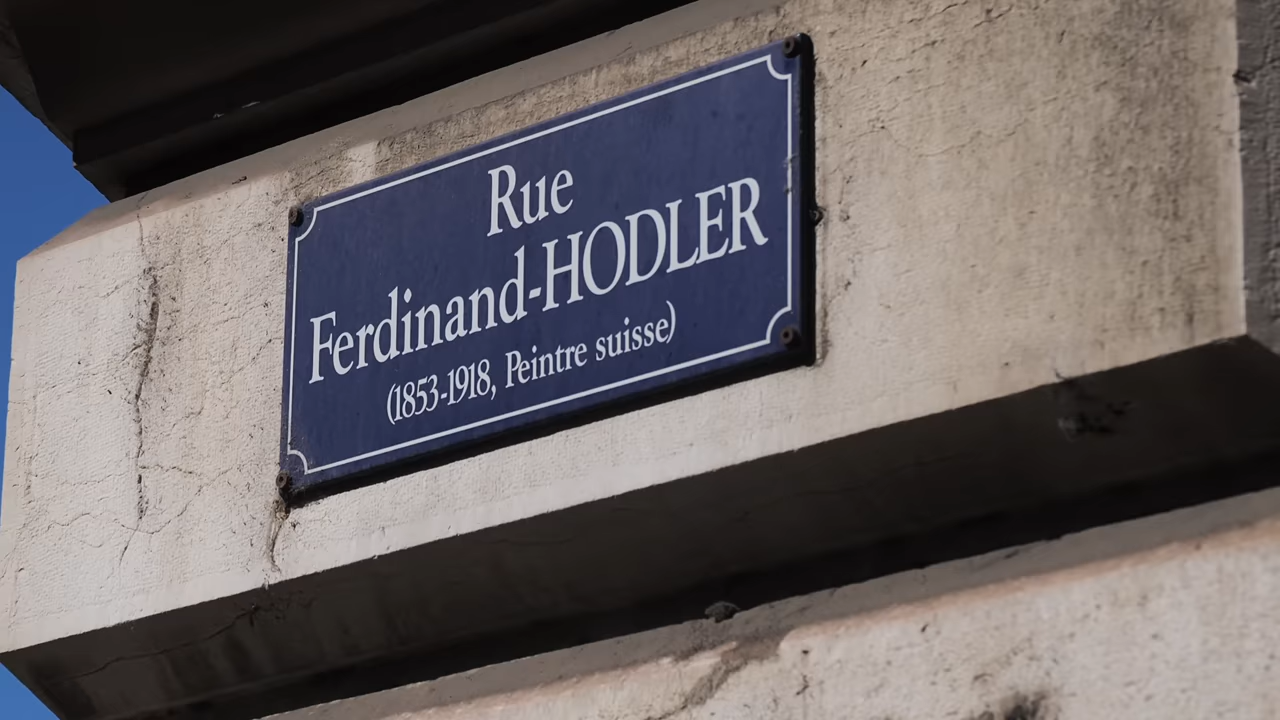 Rue
Ferdinand-HODLER
(1853-1918, Peintre suisse)